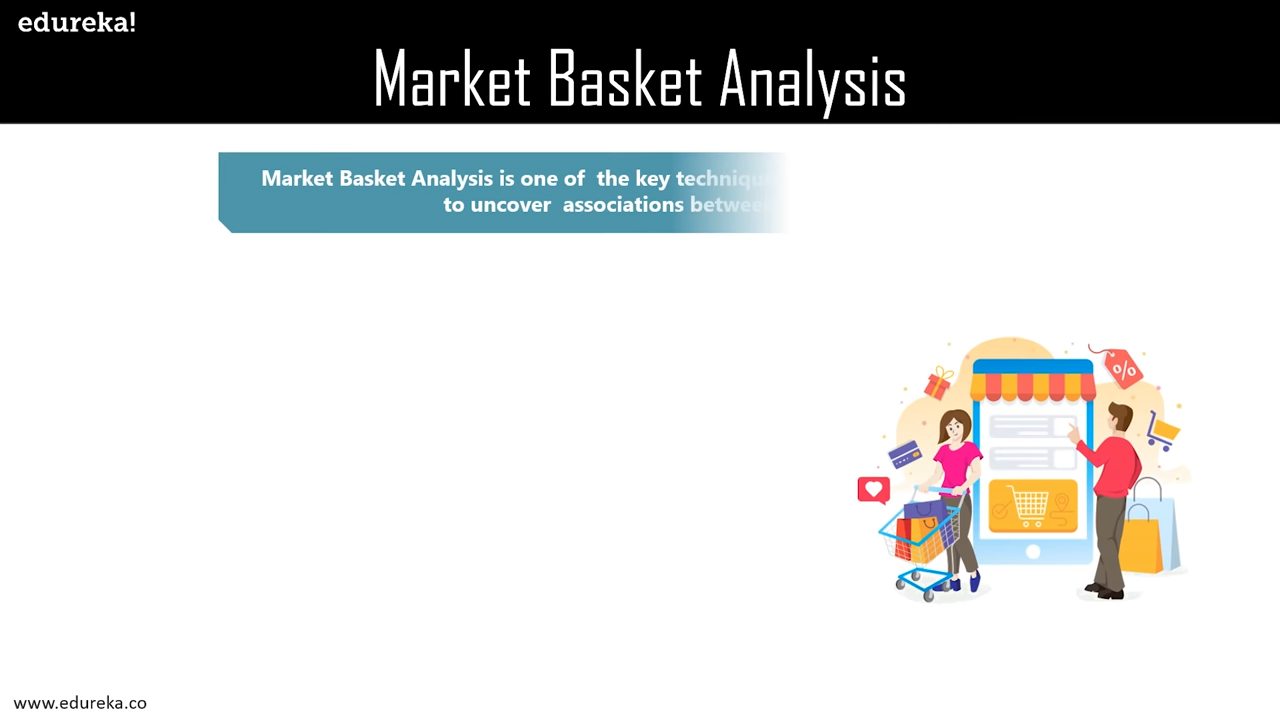 edureka!
Market Basket Analysis
Market Basket Analysis is one of  the key
to uncover  associations
%
www.edureka.co